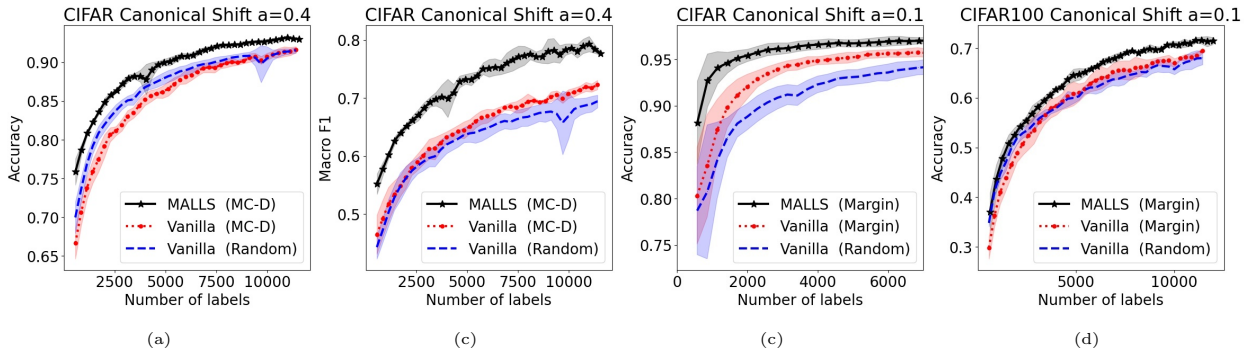 CIFAR Canonical Shift a=0.4
Accuracy
0.90
0.85
0.80
0.75
0.70
0.65
MALLS (MC-D)
Vanilla (MC-D)
Vanilla (Random)
2500 5000 7500 10000
Number of labels
(a)
CIFAR Canonical Shift a=0.4
Macro F1
0.8
0.7
0.6
0.5
MALLS (MC-D)
Vanilla (MC-D)
Vanilla (Random)
2500 5000 7500 10000
Number of labels
(c)
CIFAR Canonical Shift a=0.1
Accuracy
0.95
0.90
0.85
0.80
0.75
MALLS (Margin)
Vanilla (Margin)
Vanilla (Random)
0 2000 4000 6000
Number of labels
(c)
CIFAR100 Canonical Shift a=0.1
Accuracy
0.7
0.6
0.5
0.4
0.3
MALLS (Margin)
Vanilla (Margin)
Vanilla (Random)
5000 10000
Number of labels
(d)